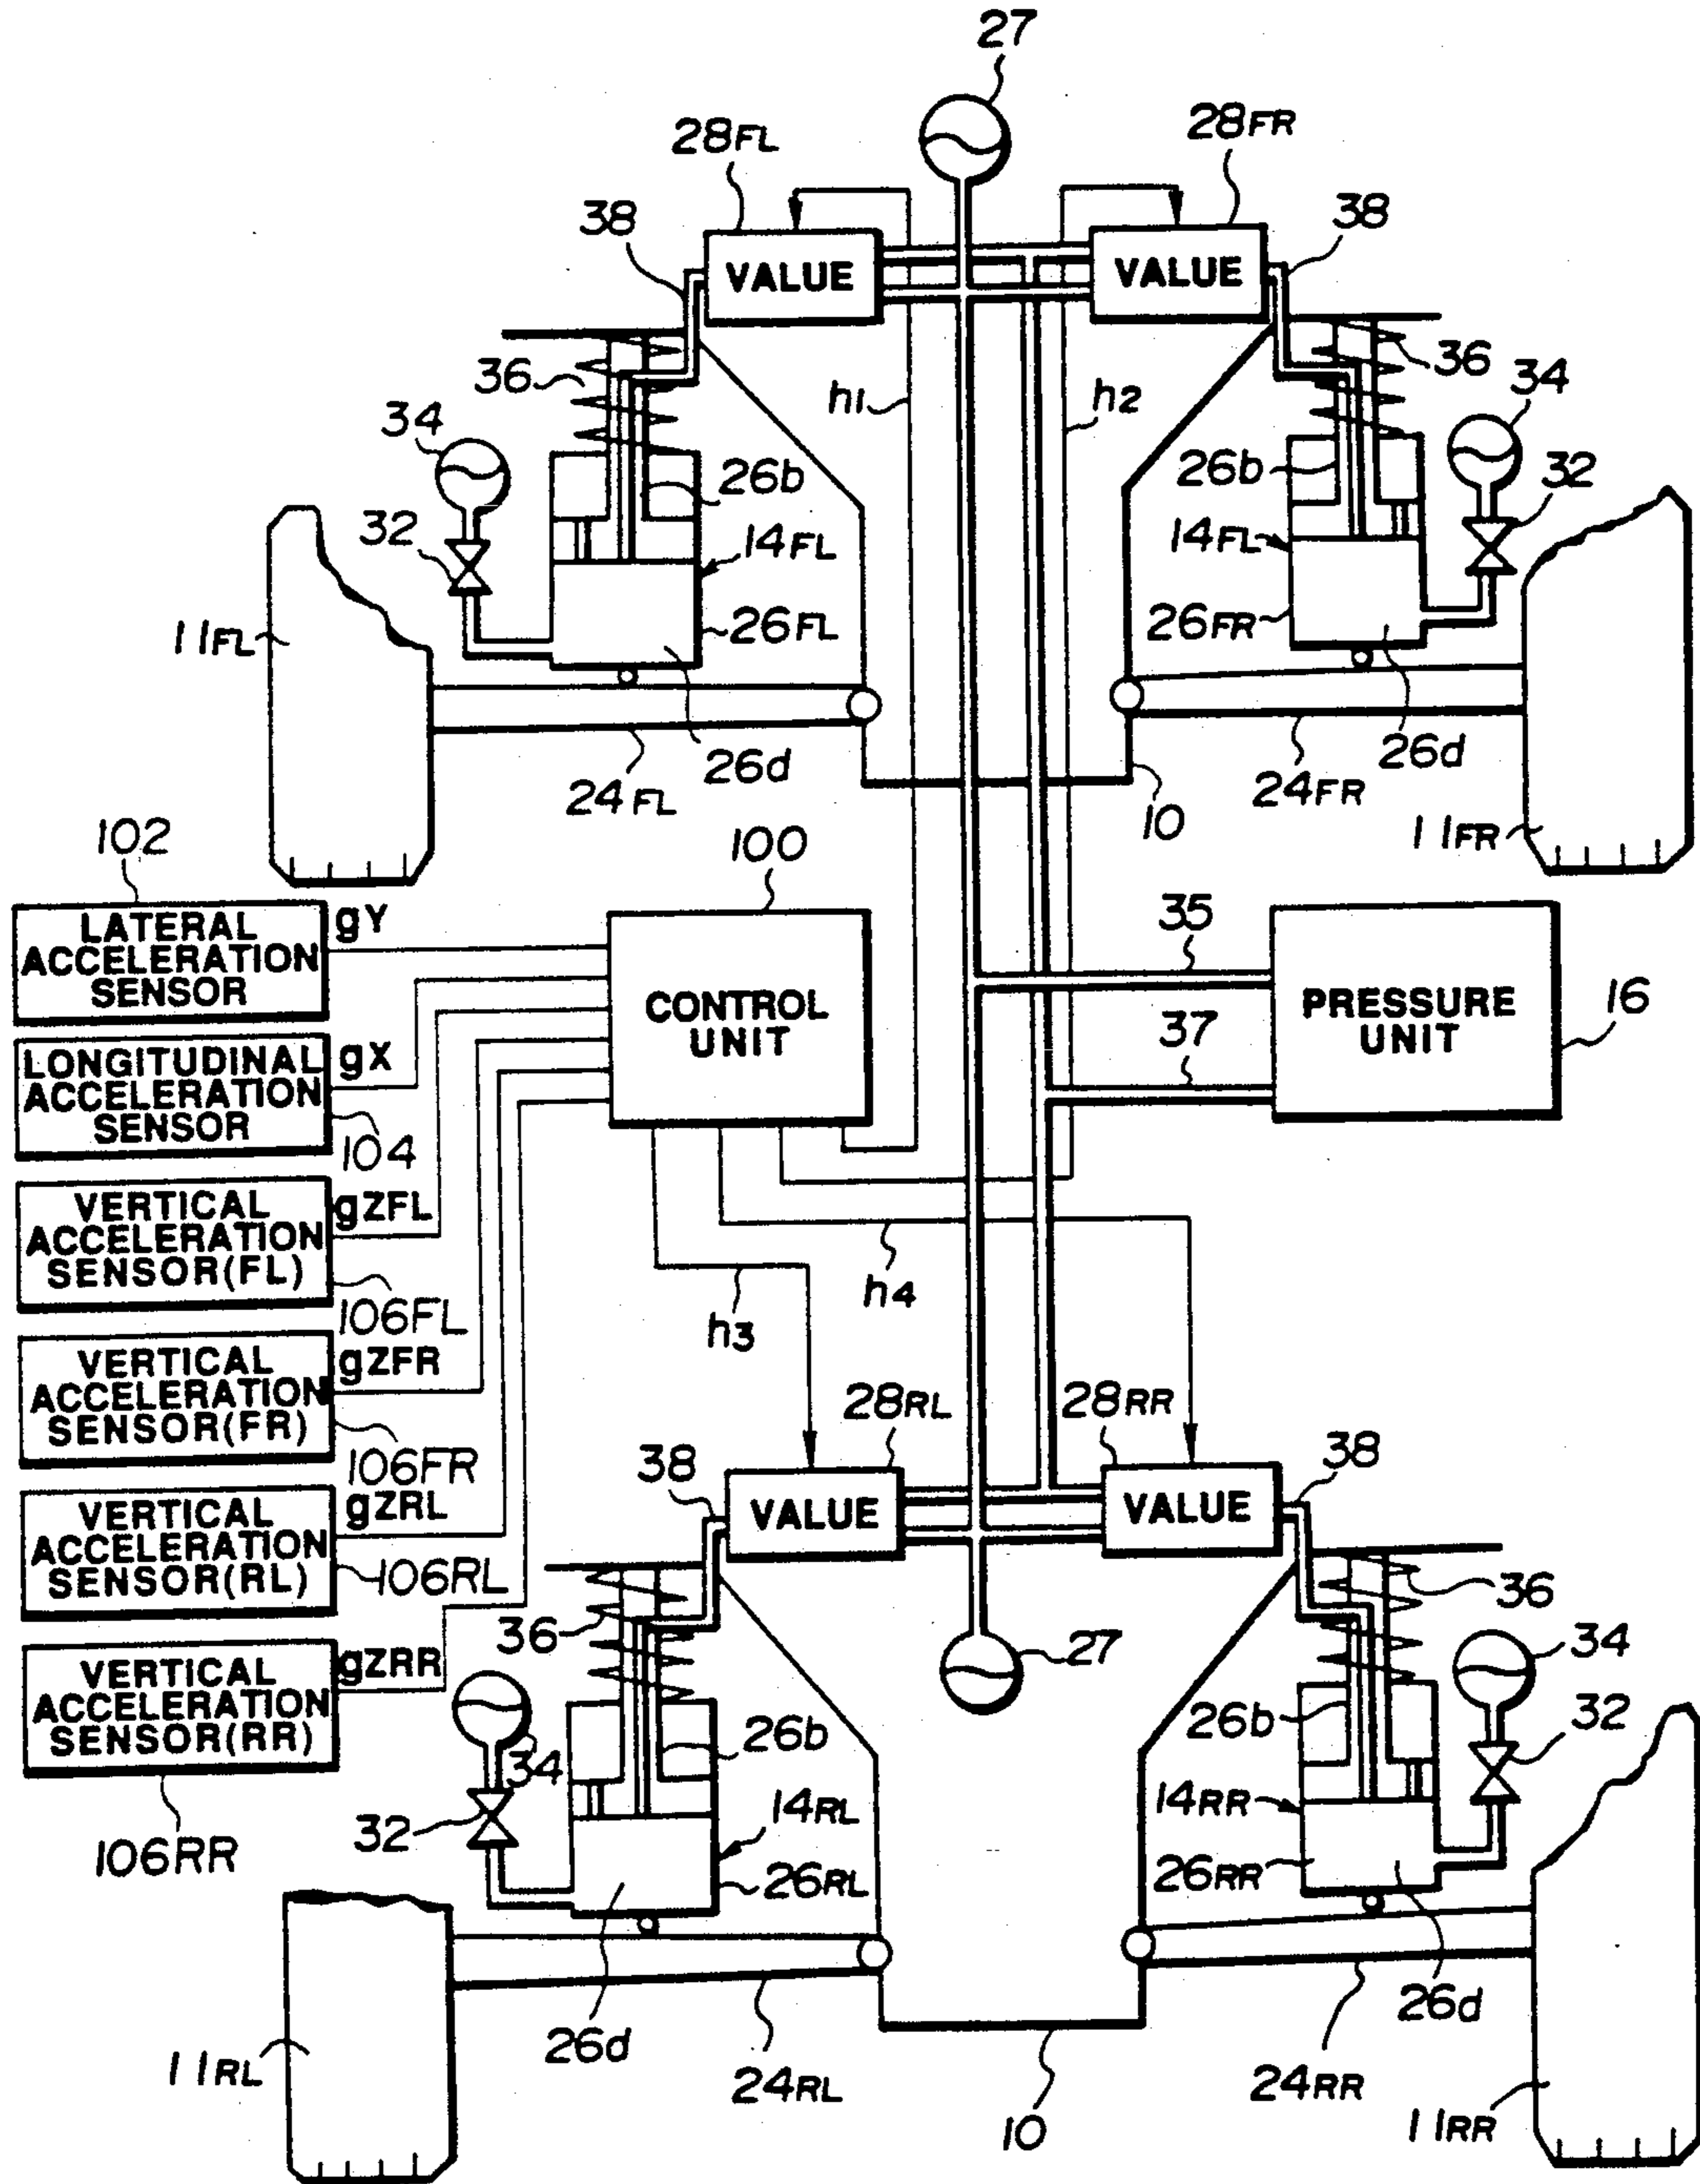 27
28FL
28FR
38
38
VALUE
VALUE
36
36
34
34
h1
h2
26b
26b
32
32
14FL
14FL
11FL
26FL
26FR
26d
26d
24FL
24FR
10
11FR
102
100
LATERAL
ACCELERATION
SENSOR
gY
35
CONTROL
UNIT
PRESSURE
UNIT
16
37
LONGITUDINAL
ACCELERATION
SENSOR
gX
104
VERTICAL
ACCELERATION
SENSOR(FL)
gZFL
106FL
h4
h3
VERTICAL
ACCELERATION
SENSOR(FR)
gZFR
106FR
28RL
28RR
38
38
VERTICAL
ACCELERATION
SENSOR(RL)
gZRL
106RL
VALUE
VALUE
36
36
27
34
VERTICAL
ACCELERATION
SENSOR(RR)
gZRR
106RR
34
26b
26b
32
32
14RL
14RR
26RL
26RR
26d
26d
11RL
24RL
24RR
10
11RR